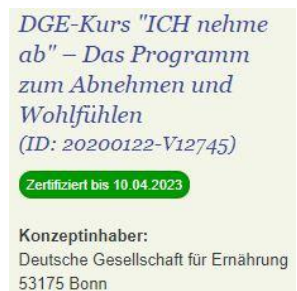 DGE-Kurs "ICH nehme
ab" – Das Programm
zum Abnehmen und
Wohlfühlen
(ID: 20200122-V12745)
Zertifiziert bis 10.04.2023
Konzeptinhaber:
Deutsche Gesellschaft für Ernährung
53175 Bonn